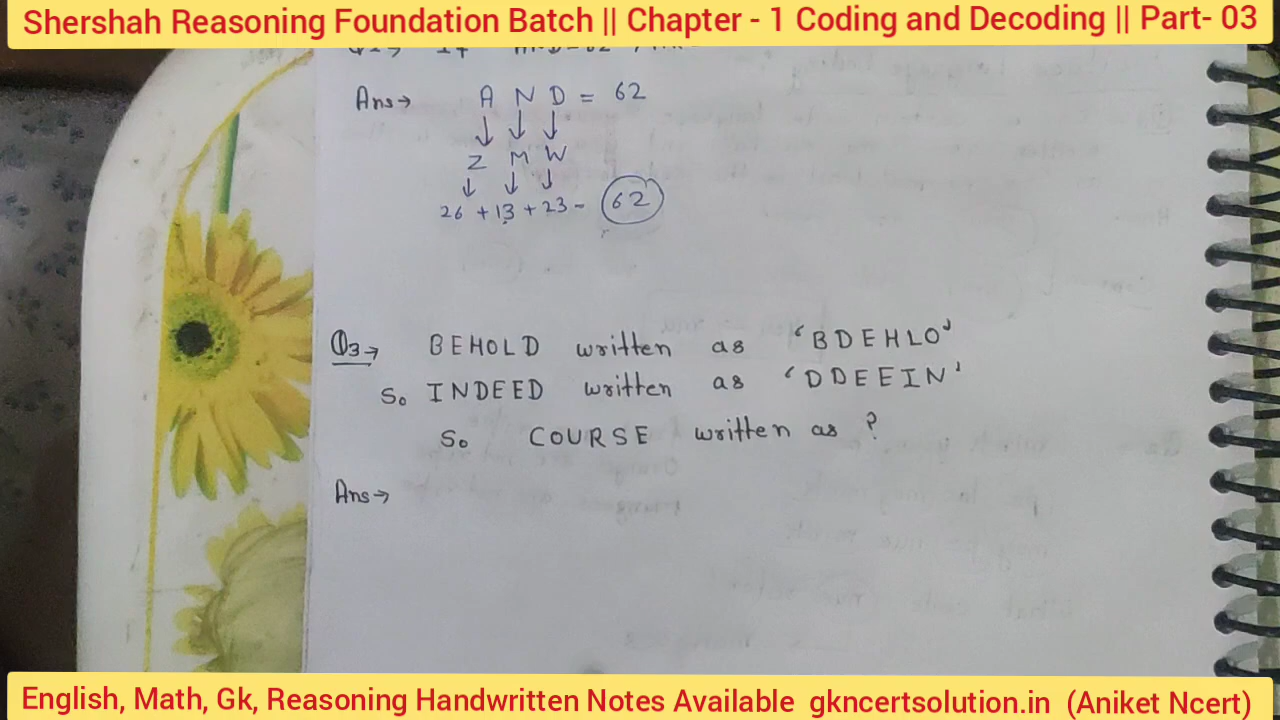 Shershah Reasoning Foundation Batch || Chapter - 1 Coding and Decoding || Part- 03
Ans→ A N D = 62
↓ ↓ ↓
Z M W
↓ ↓ ↓
26 + 13 + 23 - 62
Q3→ BEHOLD written as 'BDEHLO'
So INDEED written as 'DDEEIN'
So COURSE written as ?
Ans→
English, Math, Gk, Reasoning Handwritten Notes Available gkncertsolution.in (Aniket Ncert)